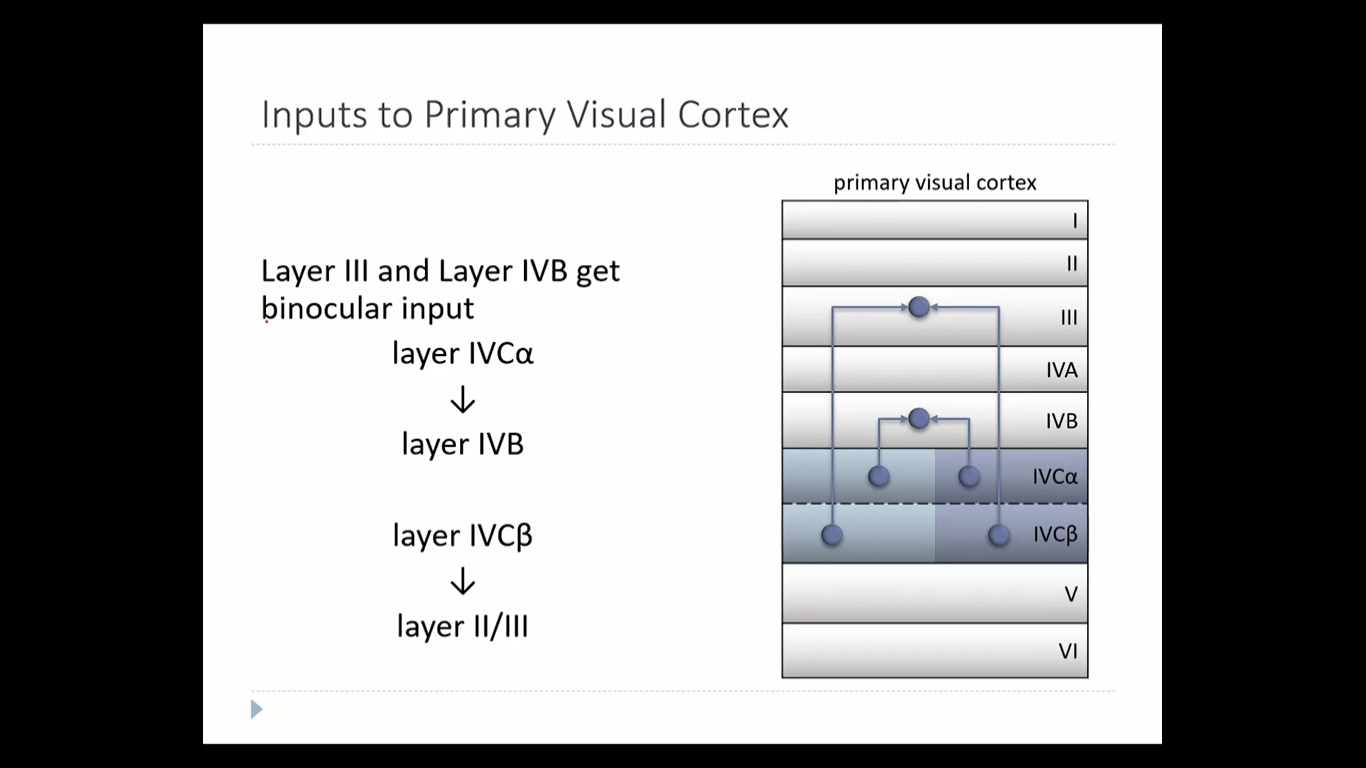 Inputs to Primary Visual Cortex
Layer III and Layer IVB get
binocular input
layer IVCα
↓
layer IVB
layer IVCβ
↓
layer II/III
primary visual cortex
I
II
III
IVA
IVB
IVCα
IVCβ
V
VI